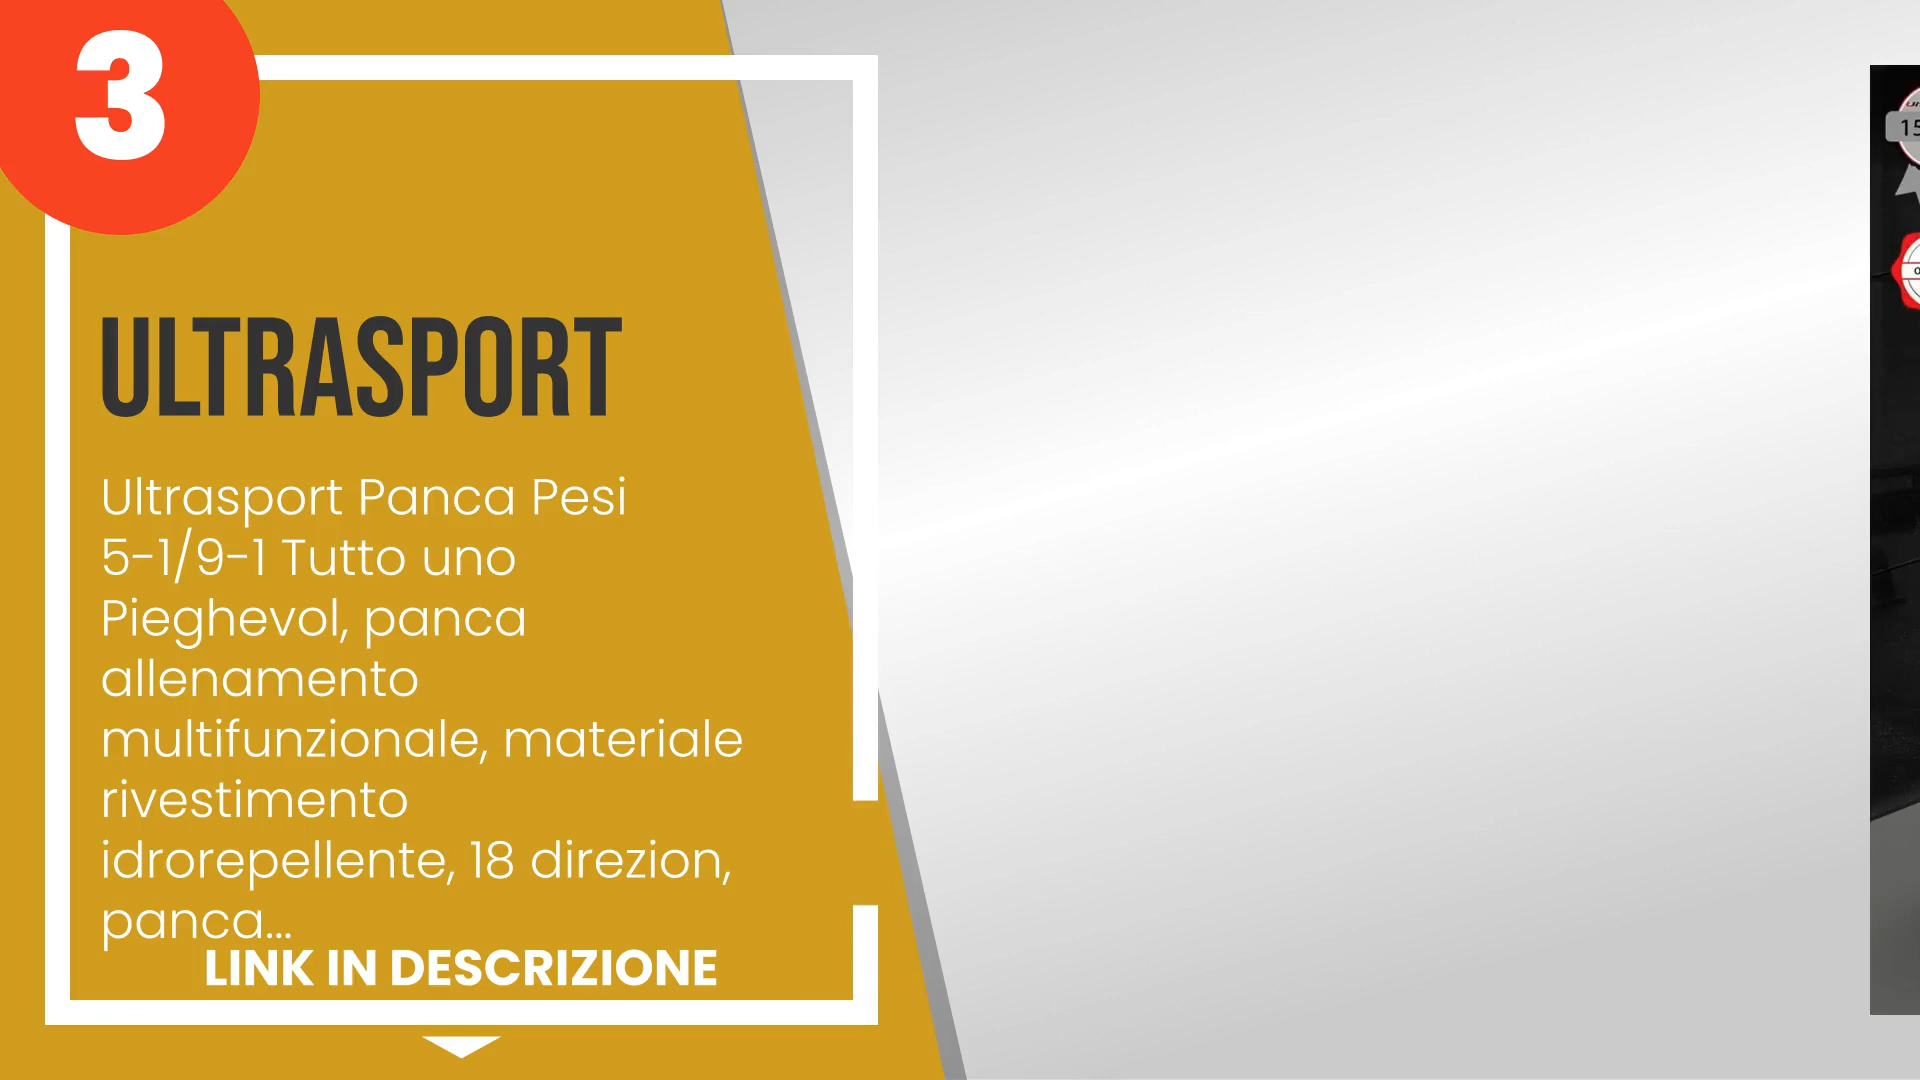 3
ULTRASPORT
Ultrasport Panca Pesi
5-1/9-1 Tutto uno
Pieghevol, panca
allenamento
multifunzionale, materiale
rivestimento
idrorepellente, 18 direzion,
panca...
LINK IN DESCRIZIONE
15